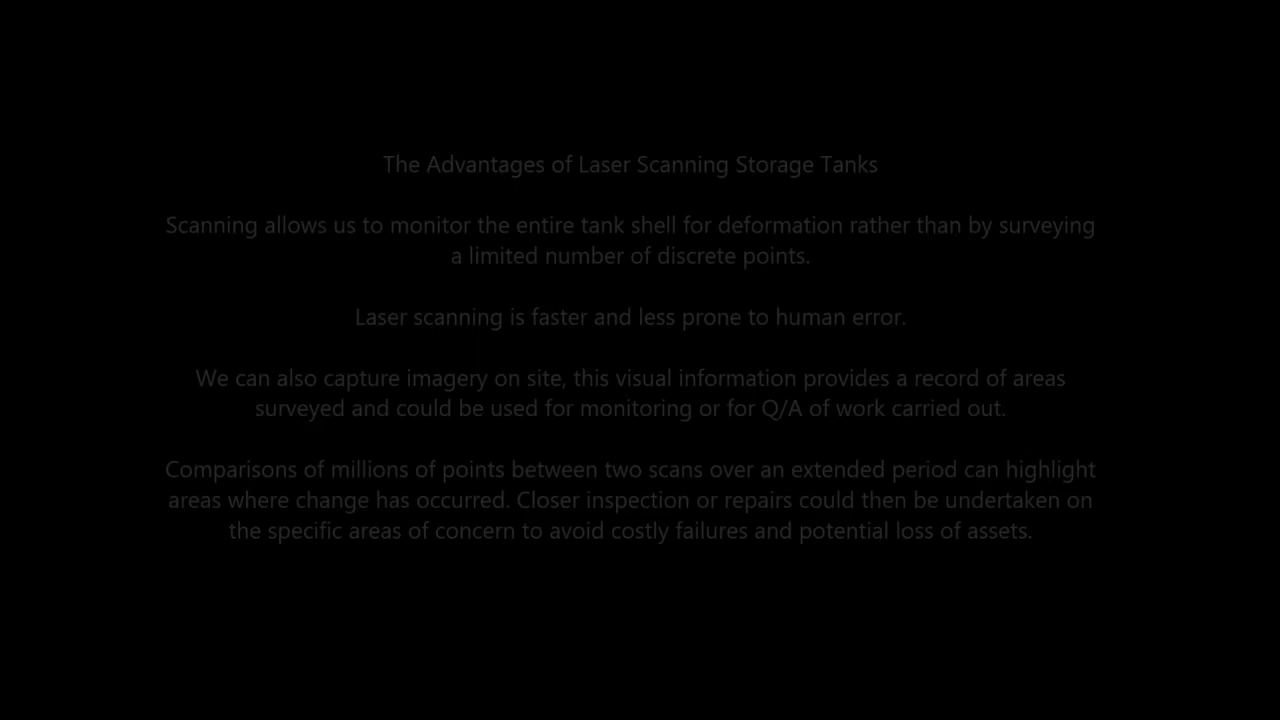 The Advantages of Laser Scanning Storage Tanks
Scanning allows us to monitor the entire tank shell for deformation rather than by surveying
a limited number of discrete points.
Laser scanning is faster and less prone to human error.
We can also capture imagery on site, this visual information provides a record of areas
surveyed and could be used for monitoring or for Q/A of work carried out.
Comparisons of millions of points between two scans over an extended period can highlight
areas where change has occurred. Closer inspection or repairs could then be undertaken on
the specific areas of concern to avoid costly failures and potential loss of assets.